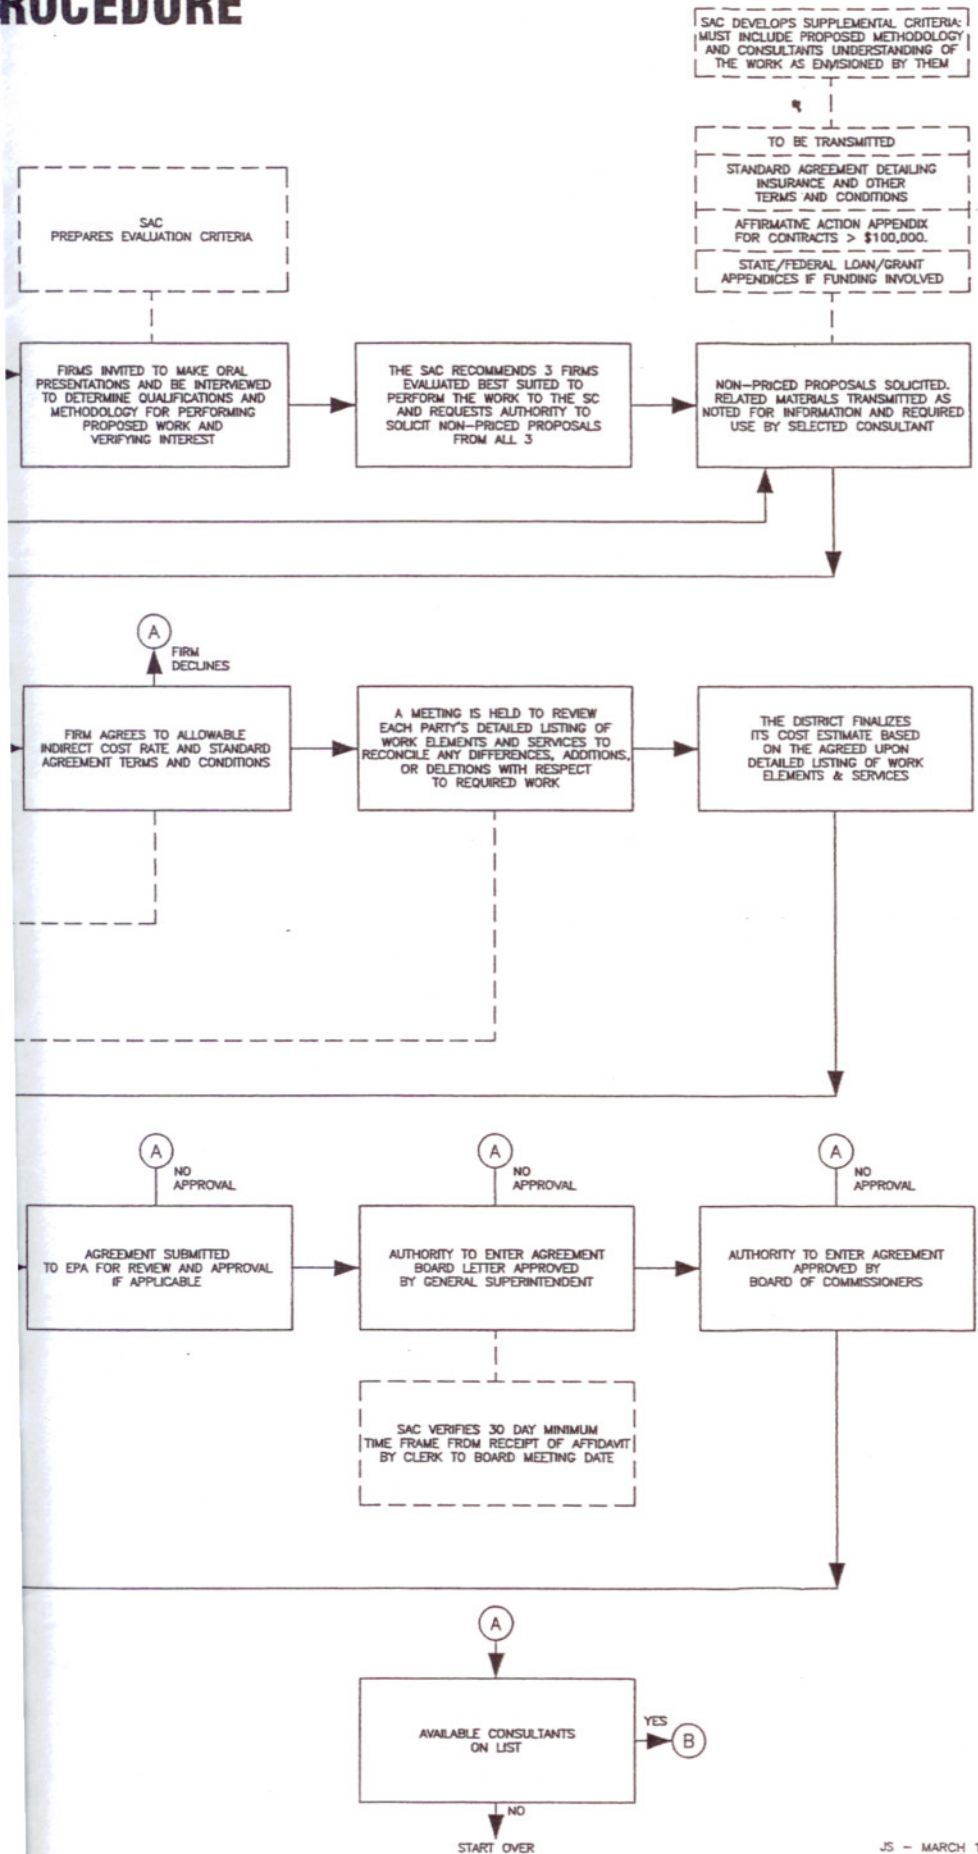 ROCEDURE
SAC DEVELOPS SUPPLEMENTAL CRITERIA:
MUST INCLUDE PROPOSED METHODOLOGY
AND CONSULTANTS UNDERSTANDING OF
THE WORK AS ENVISIONED BY THEM
TO BE TRANSMITTED
STANDARD AGREEMENT DETAILING
INSURANCE AND OTHER
TERMS AND CONDITIONS
AFFIRMATIVE ACTION APPENDIX
FOR CONTRACTS > $100,000.
STATE/FEDERAL LOAN/GRANT
APPENDICES IF FUNDING INVOLVED
SAC
PREPARES EVALUATION CRITERIA
FIRMS INVITED TO MAKE ORAL
PRESENTATIONS AND BE INTERVIEWED
TO DETERMINE QUALIFICATIONS AND
METHODOLOGY FOR PERFORMING
PROPOSED WORK AND
VERIFYING INTEREST
THE SAC RECOMMENDS 3 FIRMS
EVALUATED BEST SUITED TO
PERFORM THE WORK TO THE SC
AND REQUESTS AUTHORITY TO
SOLICIT NON-PRICED PROPOSALS
FROM ALL 3
NON-PRICED PROPOSALS SOLICITED.
RELATED MATERIALS TRANSMITTED AS
NOTED FOR INFORMATION AND REQUIRED
USE BY SELECTED CONSULTANT
A
FIRM
DECLINES
FIRM AGREES TO ALLOWABLE
INDIRECT COST RATE AND STANDARD
AGREEMENT TERMS AND CONDITIONS
A MEETING IS HELD TO REVIEW
EACH PARTY'S DETAILED LISTING OF
WORK ELEMENTS AND SERVICES TO
RECONCILE ANY DIFFERENCES, ADDITIONS,
OR DELETIONS WITH RESPECT
TO REQUIRED WORK
THE DISTRICT FINALIZES
ITS COST ESTIMATE BASED
ON THE AGREED UPON
DETAILED LISTING OF WORK
ELEMENTS & SERVICES
A
NO
APPROVAL
A
NO
APPROVAL
A
NO
APPROVAL
AGREEMENT SUBMITTED
TO EPA FOR REVIEW AND APPROVAL
IF APPLICABLE
AUTHORITY TO ENTER AGREEMENT
BOARD LETTER APPROVED
BY GENERAL SUPERINTENDENT
AUTHORITY TO ENTER AGREEMENT
APPROVED BY
BOARD OF COMMISSIONERS
SAC VERIFIES 30 DAY MINIMUM
TIME FRAME FROM RECEIPT OF AFFIDAVIT
BY CLERK TO BOARD MEETING DATE
A
AVAILABLE CONSULTANTS
ON LIST
YES
B
NO
START OVER
JS - MARCH 1